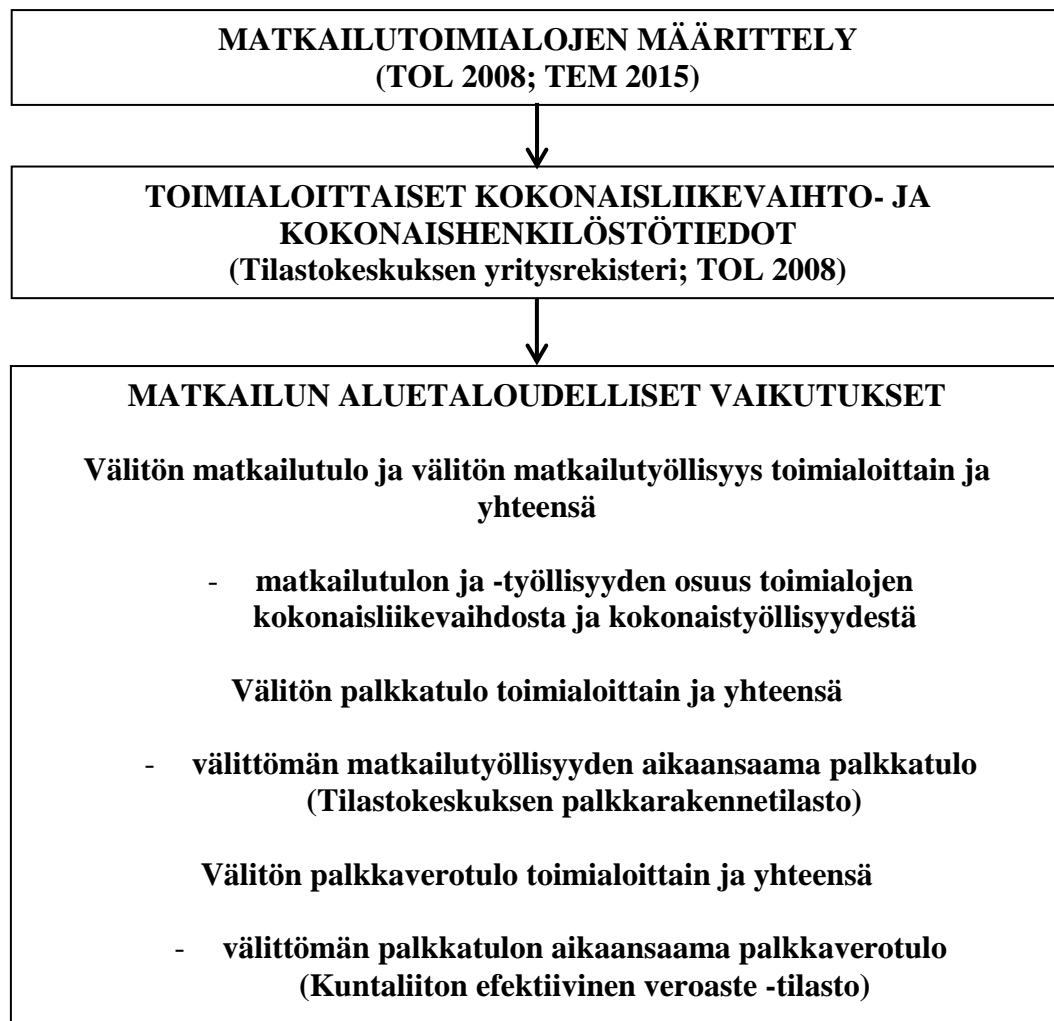 MATKAILUTOIMIALOJEN MÄÄRITTELY
(TOL 2008; TEM 2015)
TOIMIALOITTAISET KOKONAISLIIKEVAIHTO- JA
KOKONAISHENKILÖSTÖTIEDOT
(Tilastokeskuksen yritysrekisteri; TOL 2008)
MATKAILUN ALUETALOUDELLISET VAIKUTUKSET
Välitön matkailutulo ja välitön matkailutyöllisyys toimialoittain ja
yhteensä
- matkailutulon ja -työllisyyden osuus toimialojen
kokonaisliikevaihdosta ja kokonaistyöllisyydestä
Välitön palkkatulo toimialoittain ja yhteensä
- välittömän matkailutyöllisyyden aikaansaama palkkatulo
(Tilastokeskuksen palkkarakennetilasto)
Välitön palkkaverotulo toimialoittain ja yhteensä
- välittömän palkkatulon aikaansaama palkkaverotulo
(Kuntaliiton efektiivinen veroaste -tilasto)